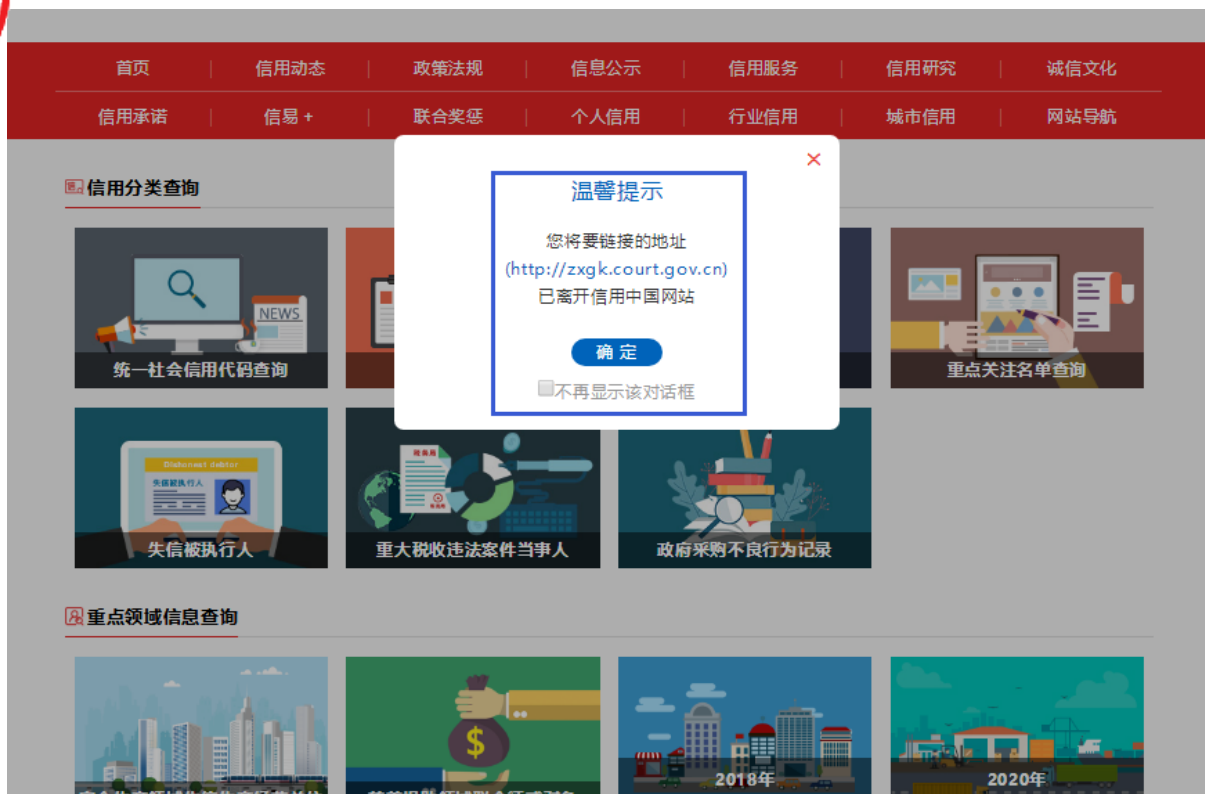 首页
信用动态
政策法规
信息公示
信用服务
信用研究
诚信文化
信用承诺
信易 +
联合奖惩
个人信用
行业信用
城市信用
网站导航
信用分类查询
温馨提示
您将要链接的地址
(http://zxgk.court.gov.cn)
已离开信用中国网站
确 定
不再显示该对话框
NEWS
统一社会信用代码查询
重点关注名单查询
Dishonest debtor
失信被执行人
失信被执行人
税务局
重大税收违法案件当事人
政府采购不良行为记录
重点领域信息查询
2018年
2020年